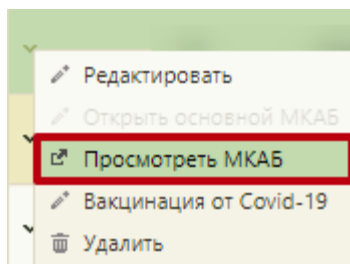 Редактировать
Открыть основной МКАБ
Просмотреть МКАБ
Вакцинация от Covid-19
Удалить